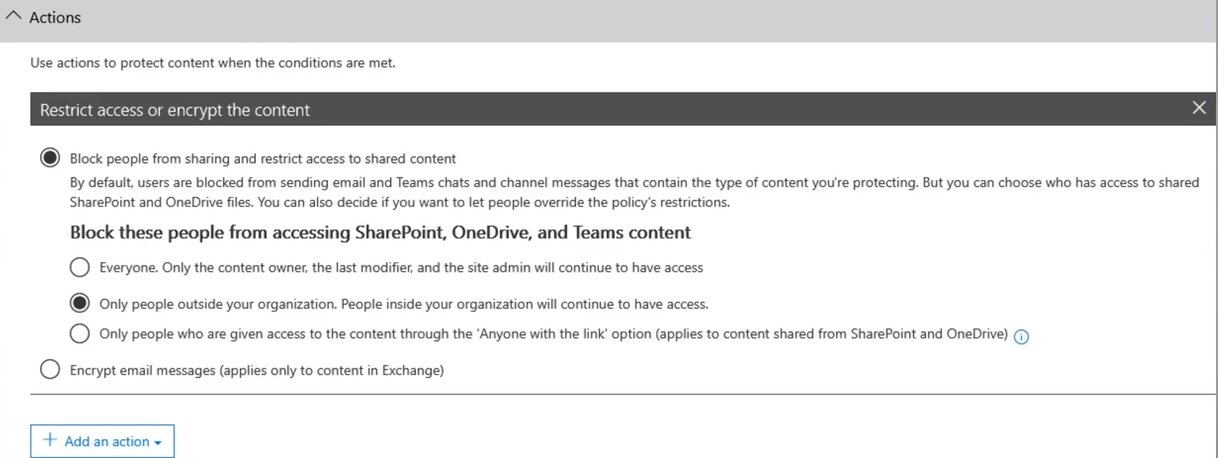 Actions
Use actions to protect content when the conditions are met.
Restrict access or encrypt the content
Block people from sharing and restrict access to shared content
By default, users are blocked from sending email and Teams chats and channel messages that contain the type of content you're protecting. But you can choose who has access to shared
SharePoint and OneDrive files. You can also decide if you want to let people override the policy's restrictions.
Block these people from accessing SharePoint, OneDrive, and Teams content
Everyone. Only the content owner, the last modifier, and the site admin will continue to have access
Only people outside your organization. People inside your organization will continue to have access.
Only people who are given access to the content through the 'Anyone with the link' option (applies to content shared from SharePoint and OneDrive)
Encrypt email messages (applies only to content in Exchange)
Add an action